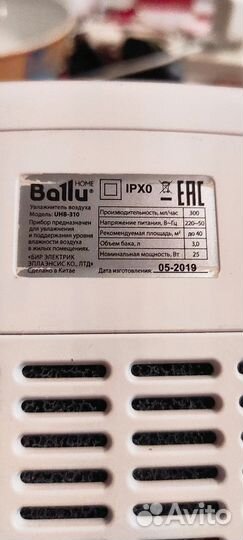 Ballu® HOME
IPX0
EAC
Увлажнитель воздуха
Модель: UHB-310
Прибор предназначен
для увлажнения
и поддержания уровня
влажности воздуха
в жилых помещениях.
«БИР ЭЛЕКТРИК
ЭПЛАЭНСИС КО., ЛТД»
Сделано в Китае
Производительность, мл/час 300
Напряжение питания, В~Гц 220~50
Рекомендуемая площадь, м² до 40
Объем бака, л 3,0
Номинальная мощность, Вт 25
Дата изготовления: 05-2019
Avito